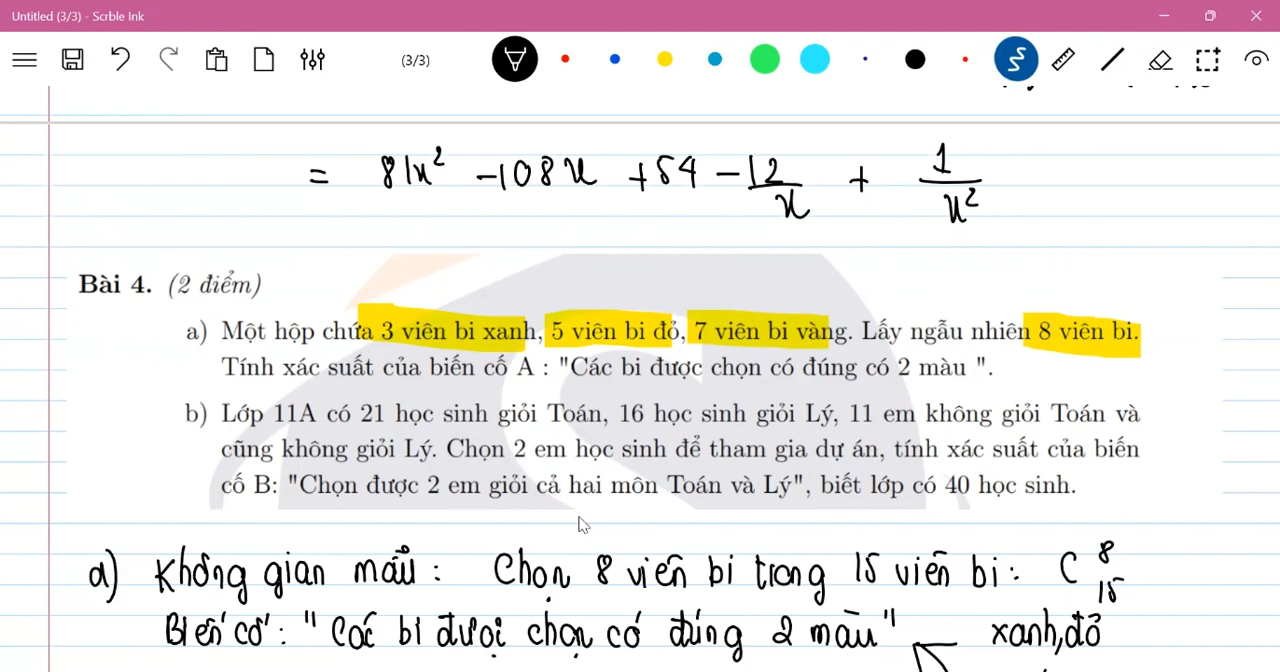 Untitled (3/3) - Scrble Ink
(3/3)
= 81x² -108x +54 - 12/x + 1/x²
Bài 4. (2 điểm)
a) Một hộp chứa 3 viên bi xanh, 5 viên bi đỏ, 7 viên bi vàng. Lấy ngẫu nhiên 8 viên bi.
Tính xác suất của biến cố A : "Các bi được chọn có đúng có 2 màu ".
b) Lớp 11A có 21 học sinh giỏi Toán, 16 học sinh giỏi Lý, 11 em không giỏi Toán và
cũng không giỏi Lý. Chọn 2 em học sinh để tham gia dự án, tính xác suất của biến
cố B: "Chọn được 2 em giỏi cả hai môn Toán và Lý", biết lớp có 40 học sinh.
a) Không gian mẫu : Chọn 8 viên bi trong 15 viên bi : C⁸₁₅
Biến cố : " Các bi được chọn có đúng 2 màu " xanh, đỏ